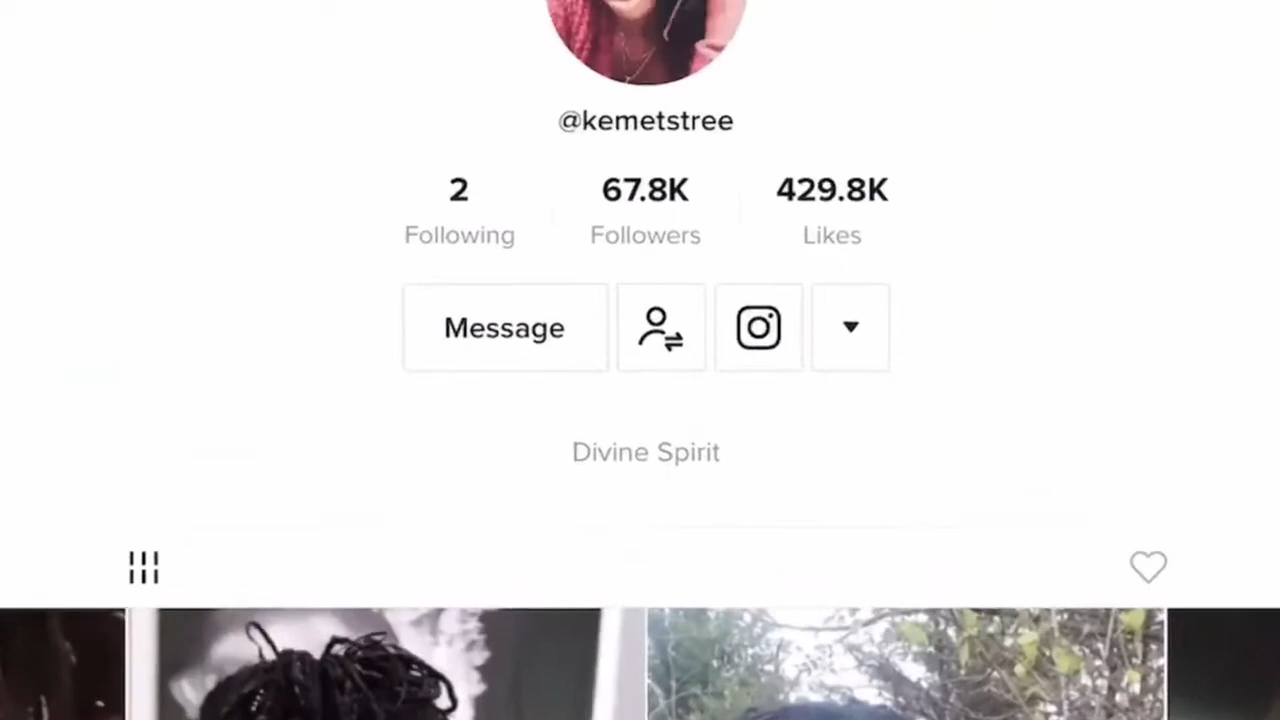 @kemetstree
2 67.8K 429.8K
Following Followers Likes
Message
Divine Spirit